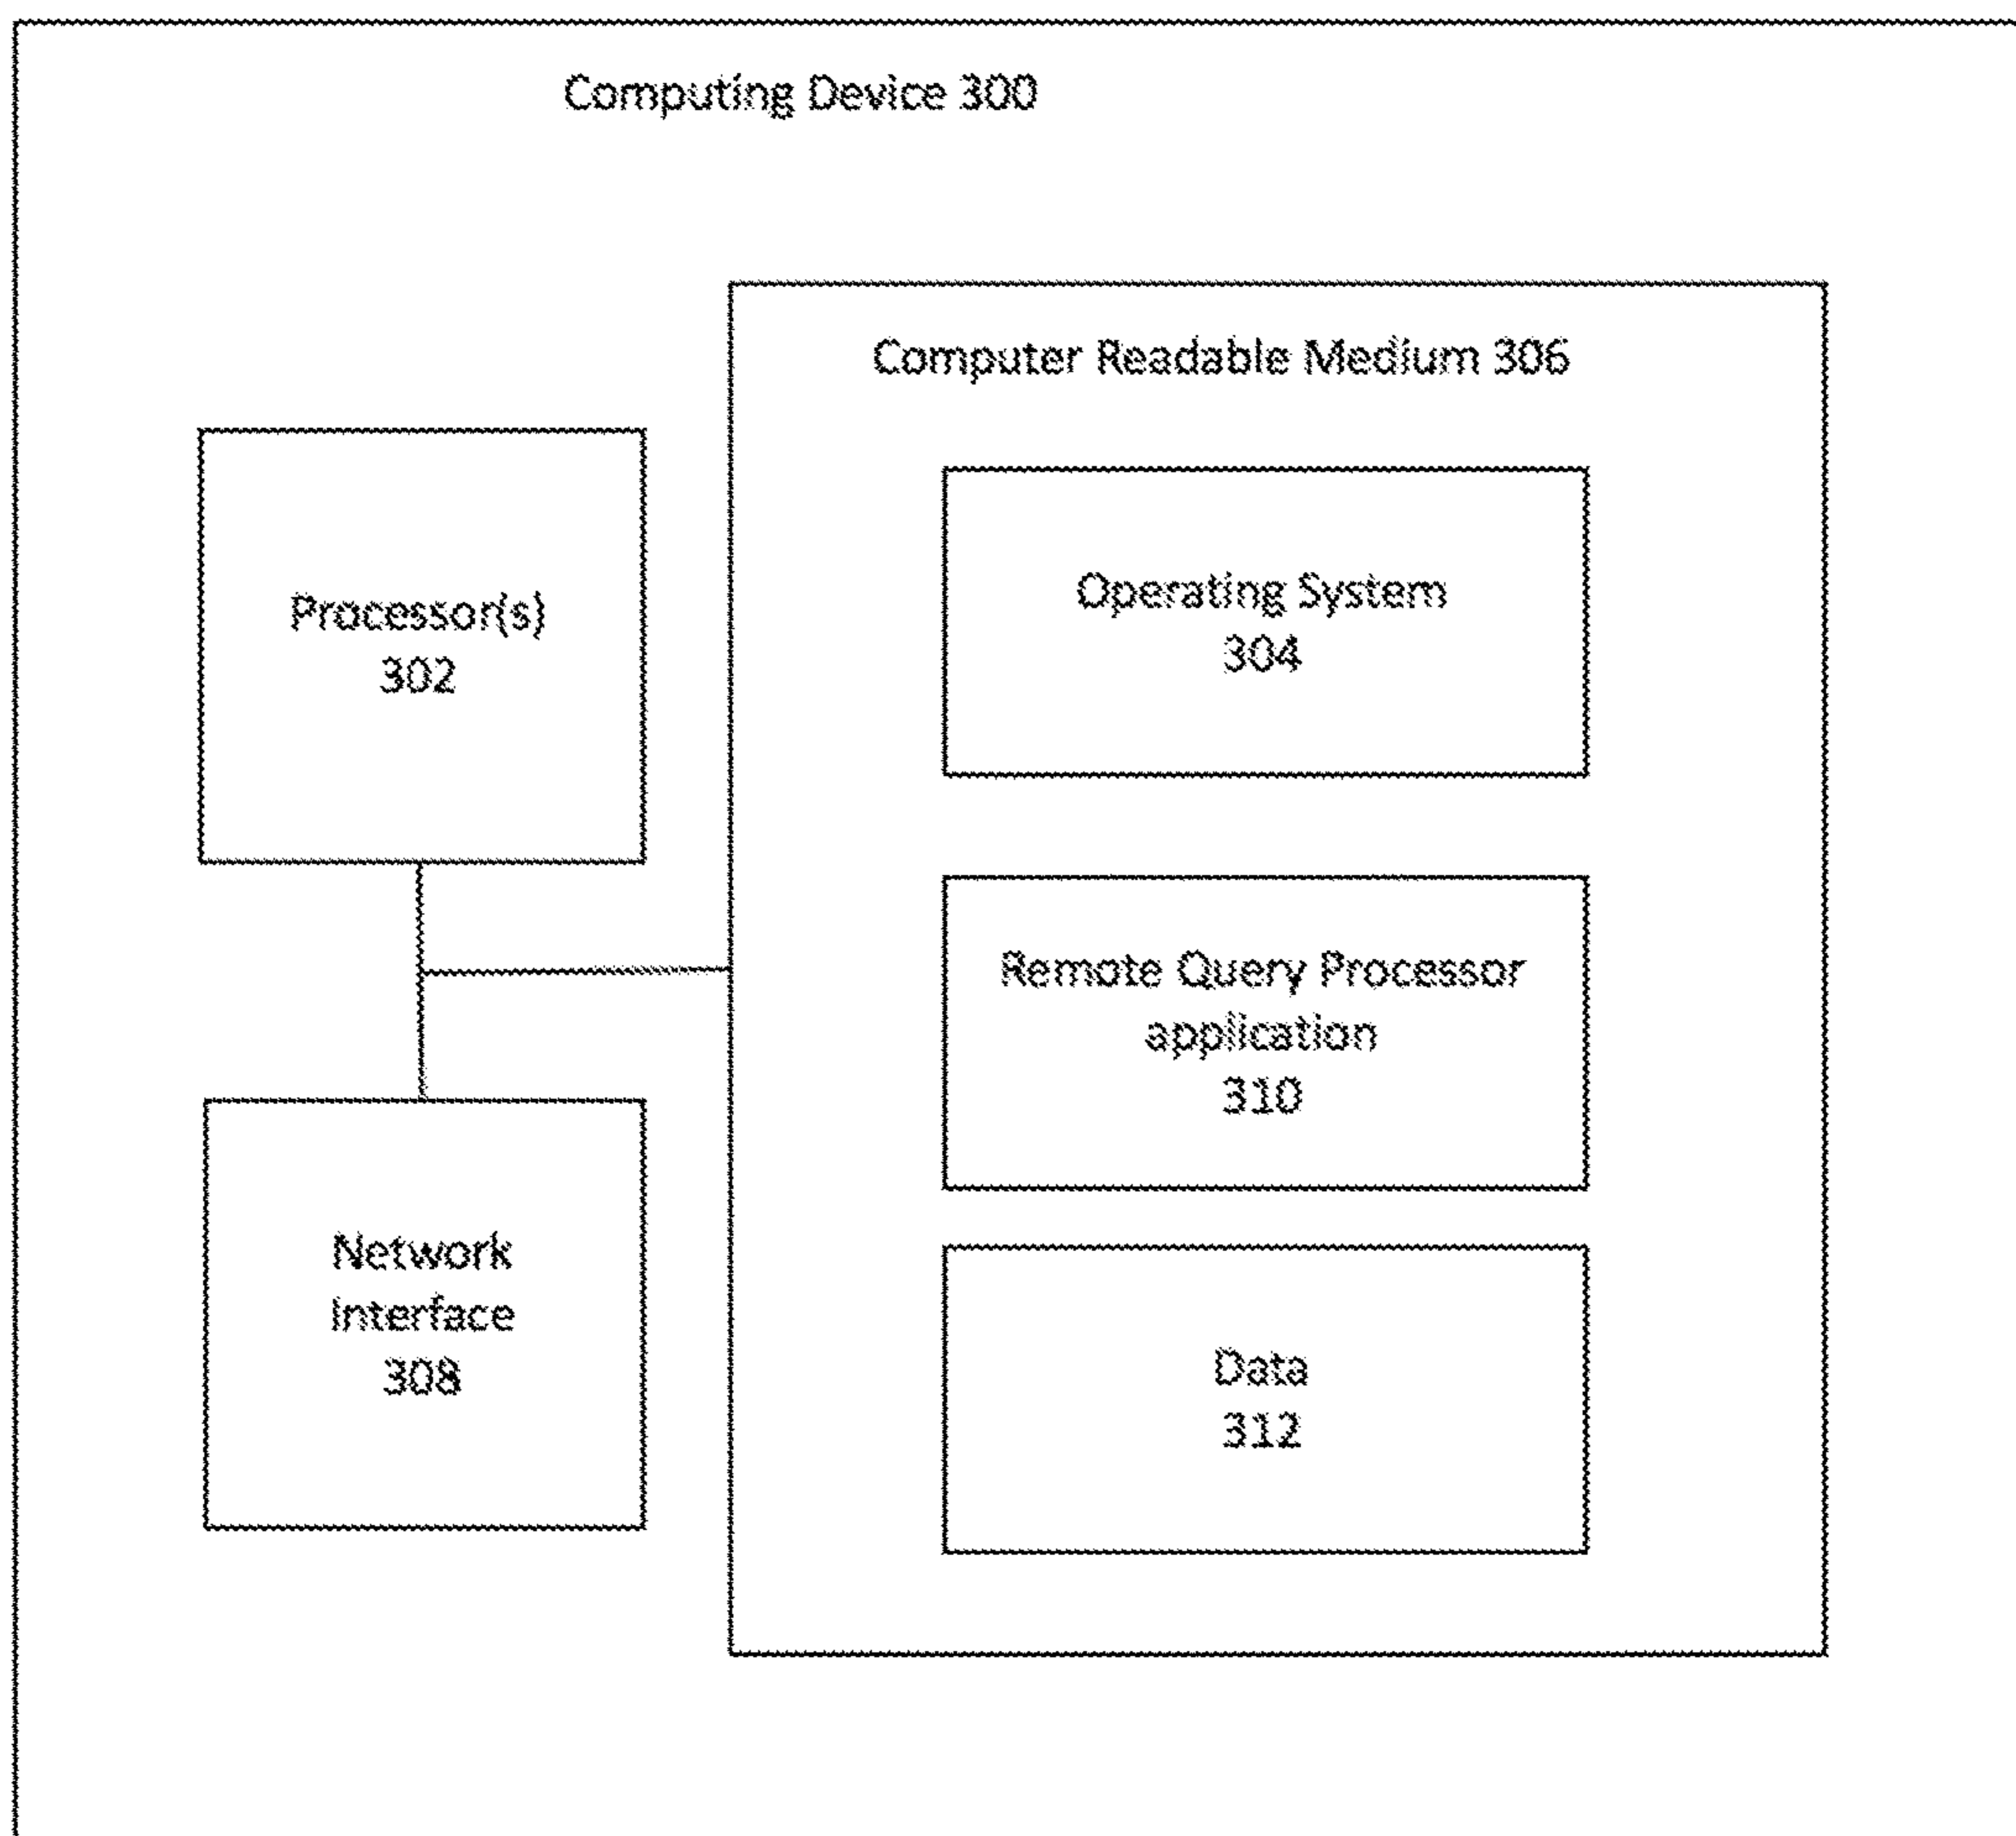 Computing Device 300
Computer Readable Medium 306
Processor(s)
302
Operating System
304
Remote Query Processor
application
310
Network
Interface
308
Data
312